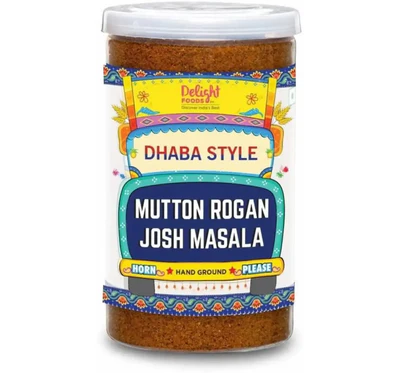 Delight
FOODS
Discover India's Best
DHABA STYLE
MUTTON ROGAN
JOSH MASALA
HORN ★ HAND GROUND ★ PLEASE